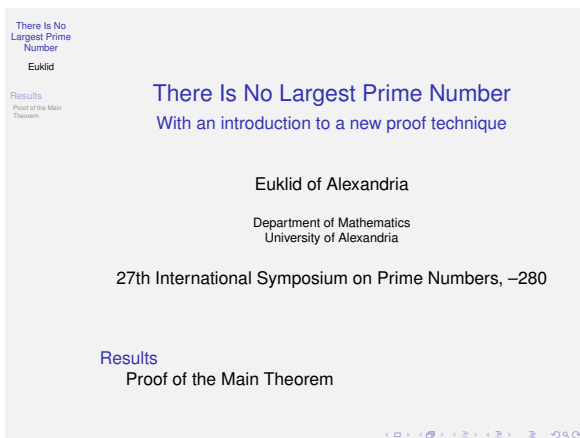 There Is No
Largest Prime
Number
Euklid
Results
Proof of the Main
Theorem
There Is No Largest Prime Number
With an introduction to a new proof technique
Euklid of Alexandria
Department of Mathematics
University of Alexandria
27th International Symposium on Prime Numbers, –280
Results
Proof of the Main Theorem